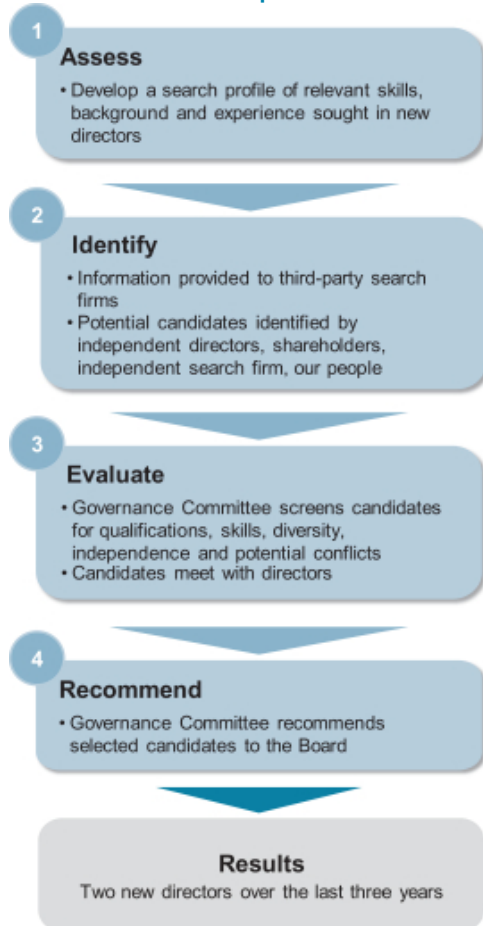 1
Assess
• Develop a search profile of relevant skills,
background and experience sought in new
directors
2
Identify
• Information provided to third-party search
firms
• Potential candidates identified by
independent directors, shareholders,
independent search firm, our people
3
Evaluate
• Governance Committee screens candidates
for qualifications, skills, diversity,
independence and potential conflicts
• Candidates meet with directors
4
Recommend
• Governance Committee recommends
selected candidates to the Board
Results
Two new directors over the last three years